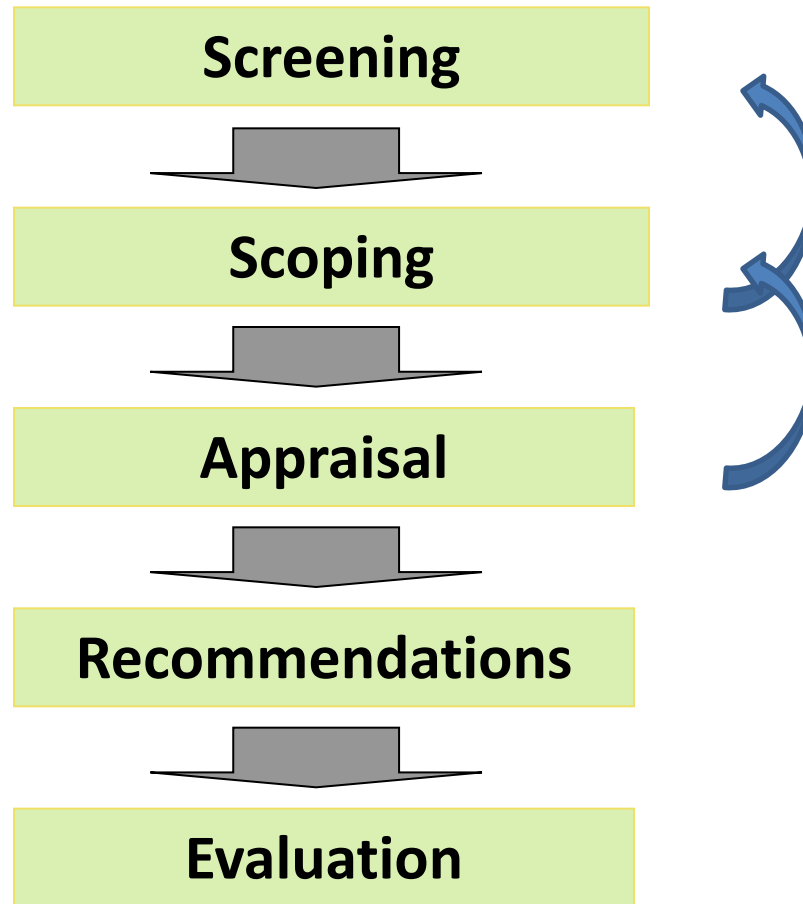 Screening
Scoping
Appraisal
Recommendations
Evaluation